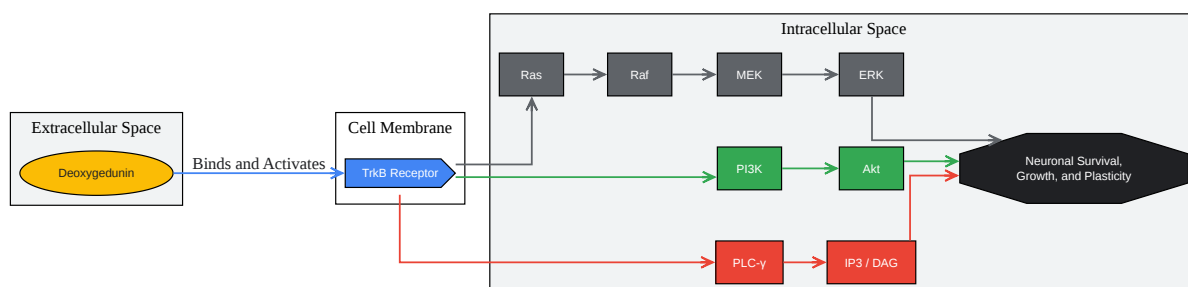 Intracellular Space
Ras
Raf
MEK
ERK
Extracellular Space
Cell Membrane
Deoxygedunin
Binds and Activates
TrkB Receptor
PI3K
Akt
Neuronal Survival,
Growth, and Plasticity
PLC-γ
IP3 / DAG